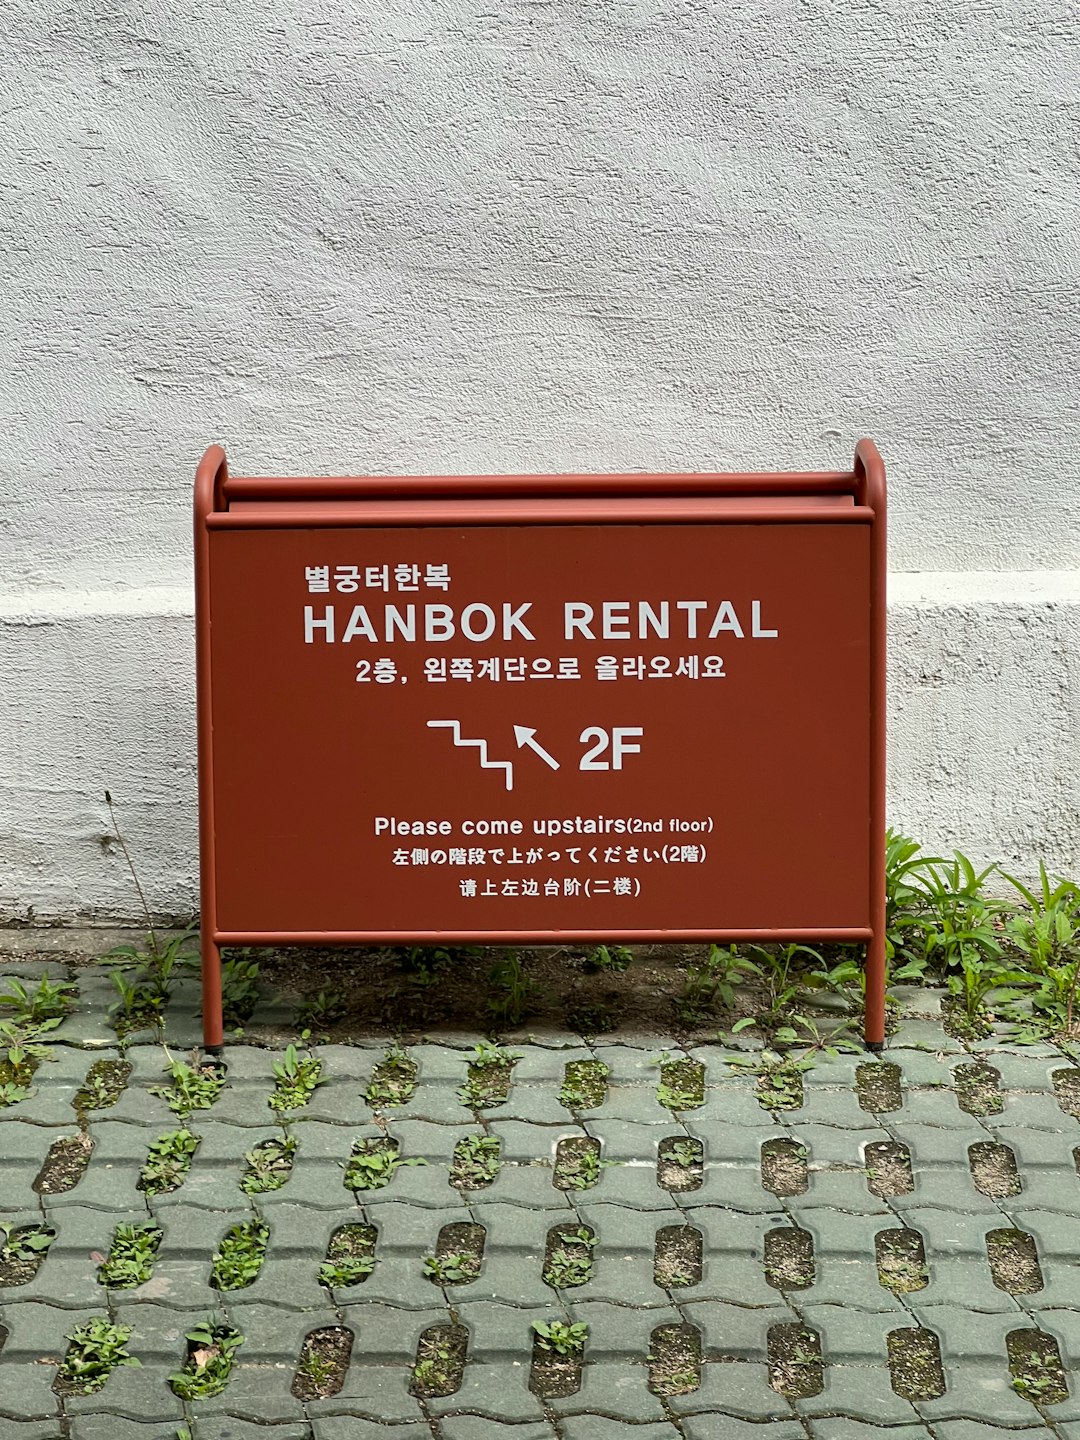 별궁터한복
HANBOK RENTAL
2층, 왼쪽계단으로 올라오세요
2F
Please come upstairs(2nd floor)
左側の階段で上がってください(2階)
请上左边台阶(二楼)